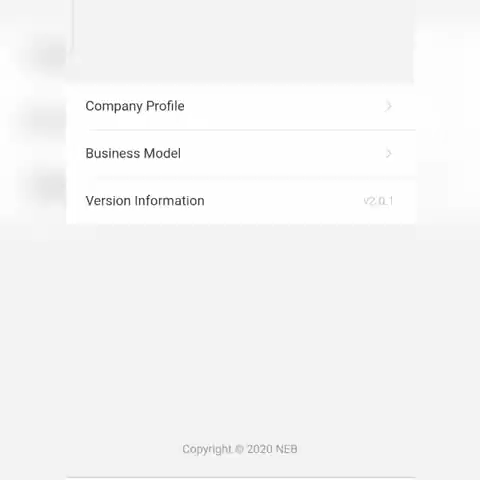 Company Profile
Business Model
Version Information v2.0.1
Copyright © 2020 NEB